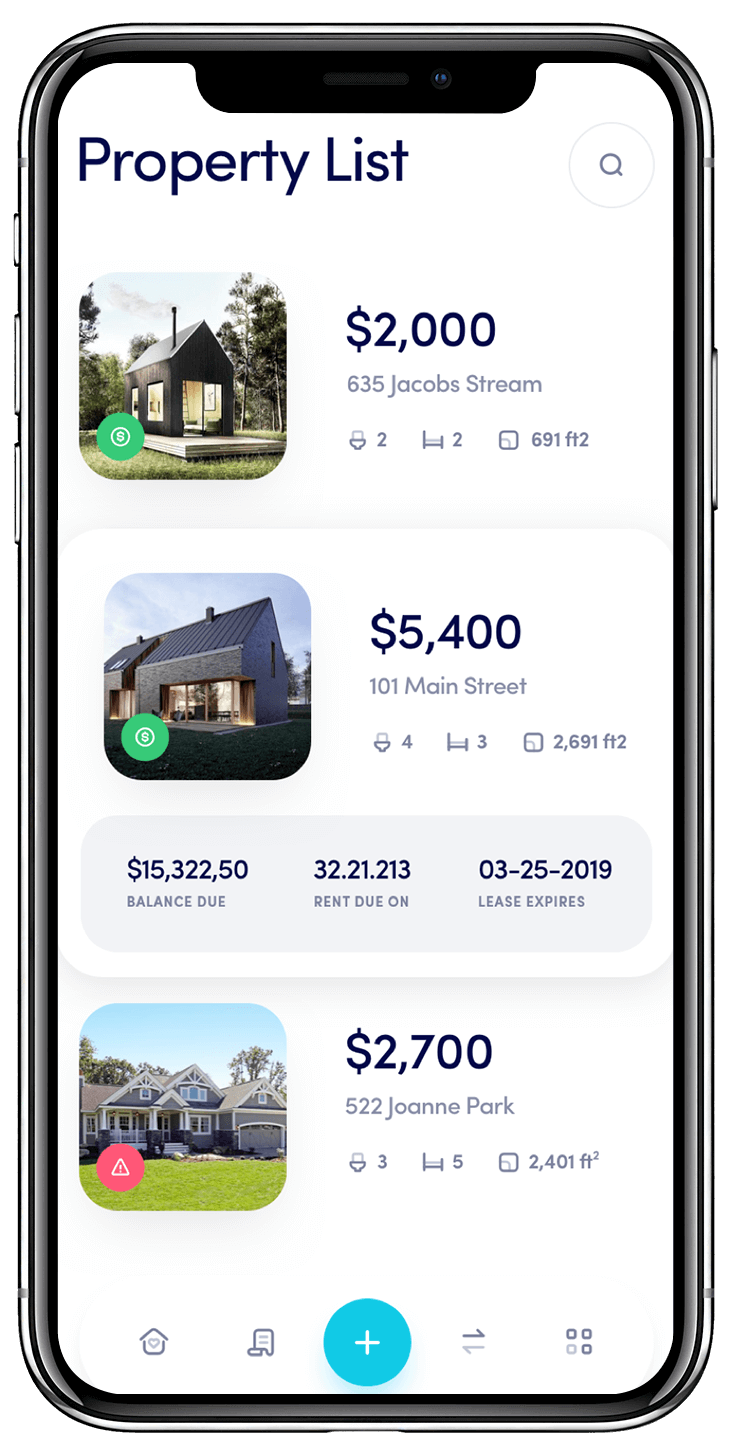 Property List
$2,000
635 Jacobs Stream
2 2 691 ft2
$5,400
101 Main Street
4 3 2,691 ft2
$15,322,50 32.21.213 03-25-2019
BALANCE DUE RENT DUE ON LEASE EXPIRES
$2,700
522 Joanne Park
3 5 2,401 ft²